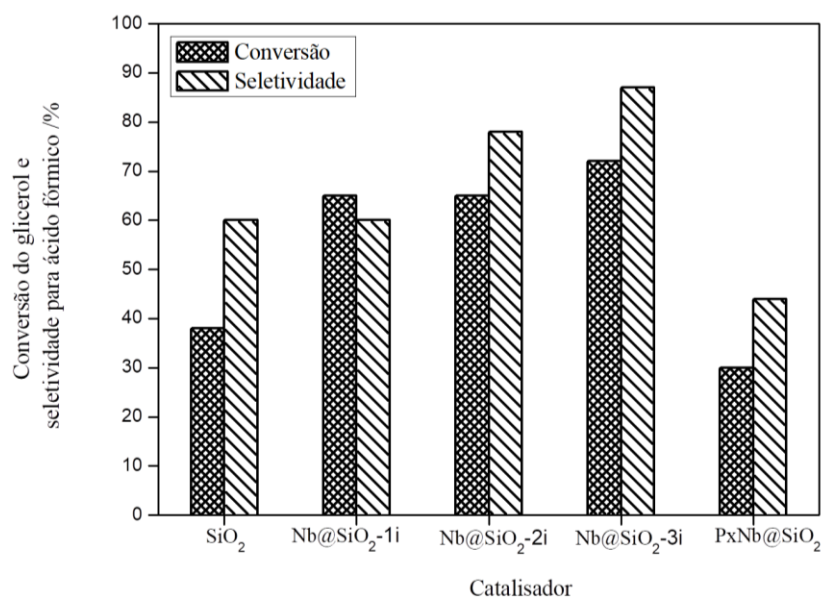 Conversão do glicerol e
seletividade para ácido fórmico /%
100
90
80
70
60
50
40
30
20
10
0
Conversão
Seletividade
SiO₂
Nb@SiO₂-1i
Nb@SiO₂-2i
Nb@SiO₂-3i
PxNb@SiO₂
Catalisador